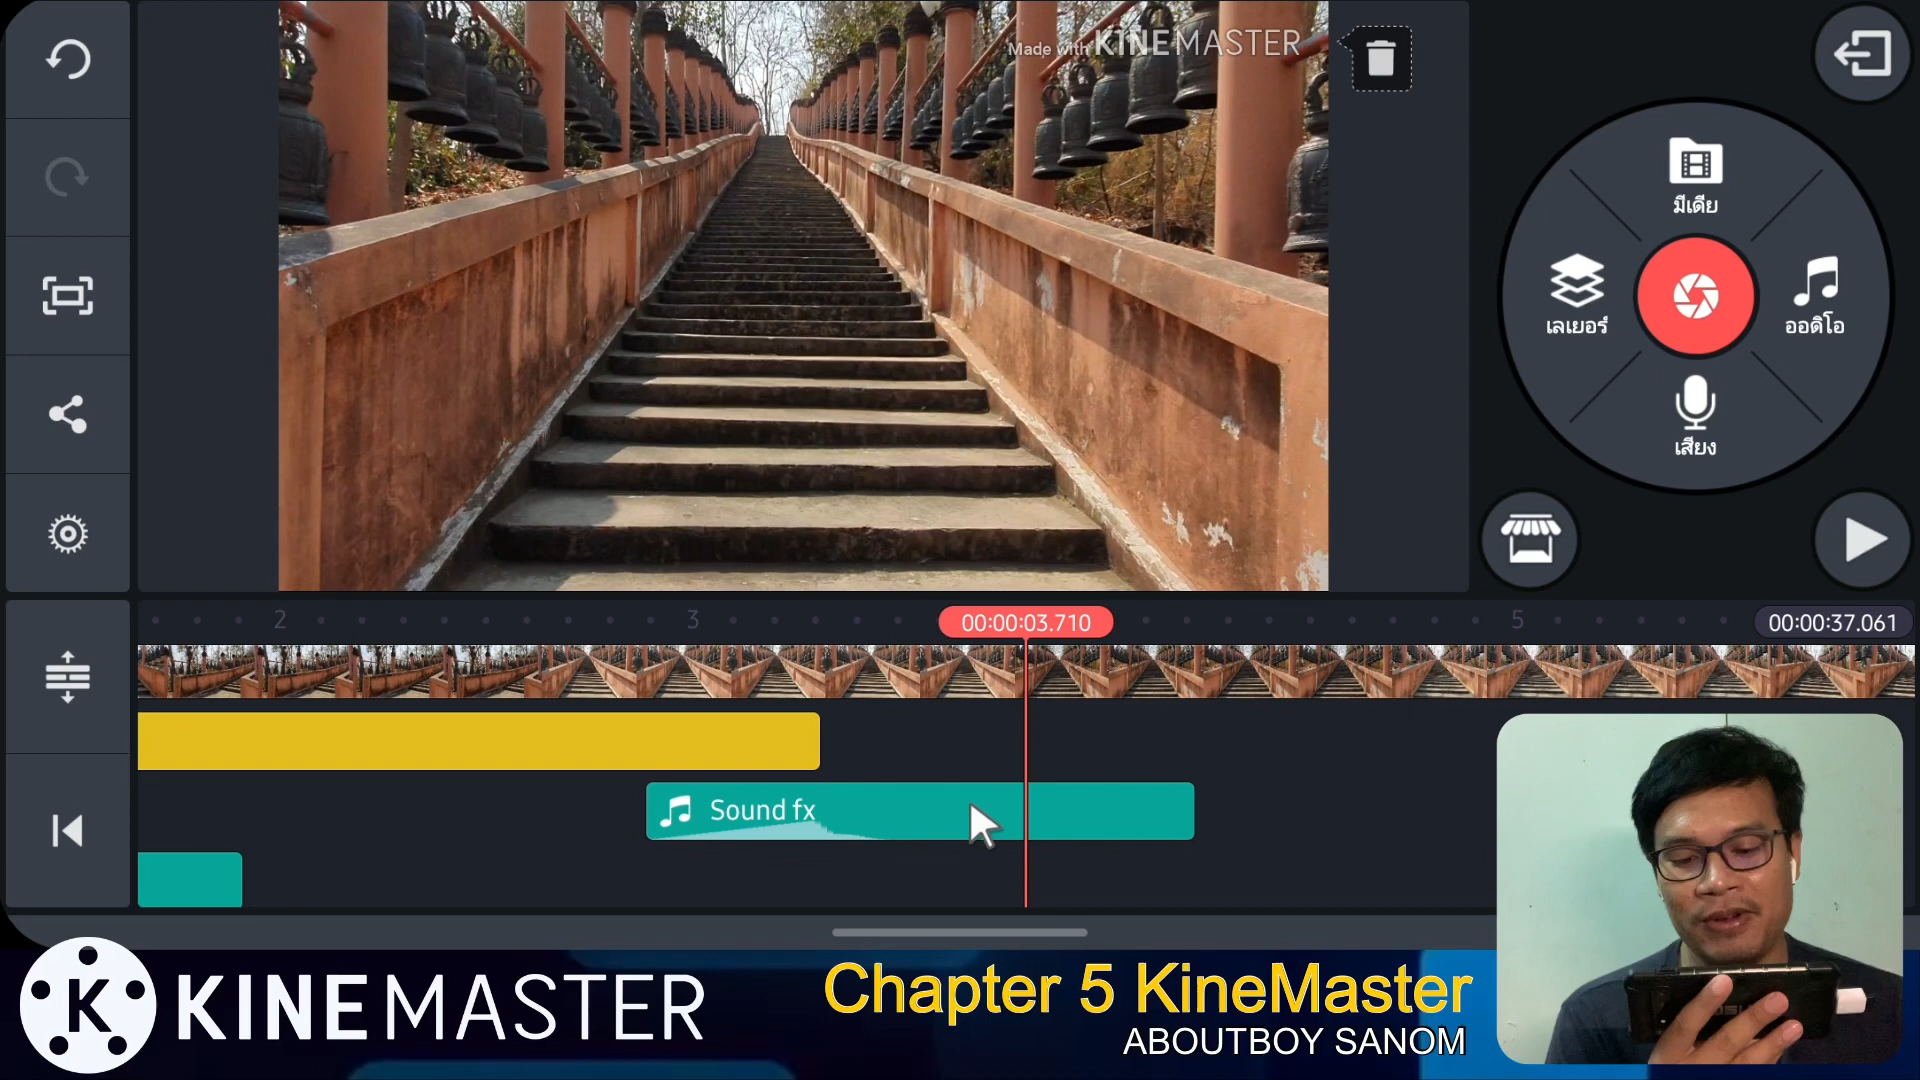 Made with KINEMASTER
มีเดีย
เลเยอร์
ออดิโอ
เสียง
2
3
00:00:03.710
5
00:00:37.061
Sound fx
K
KINEMASTER
Chapter 5 KineMaster
ABOUTBOY SANOM